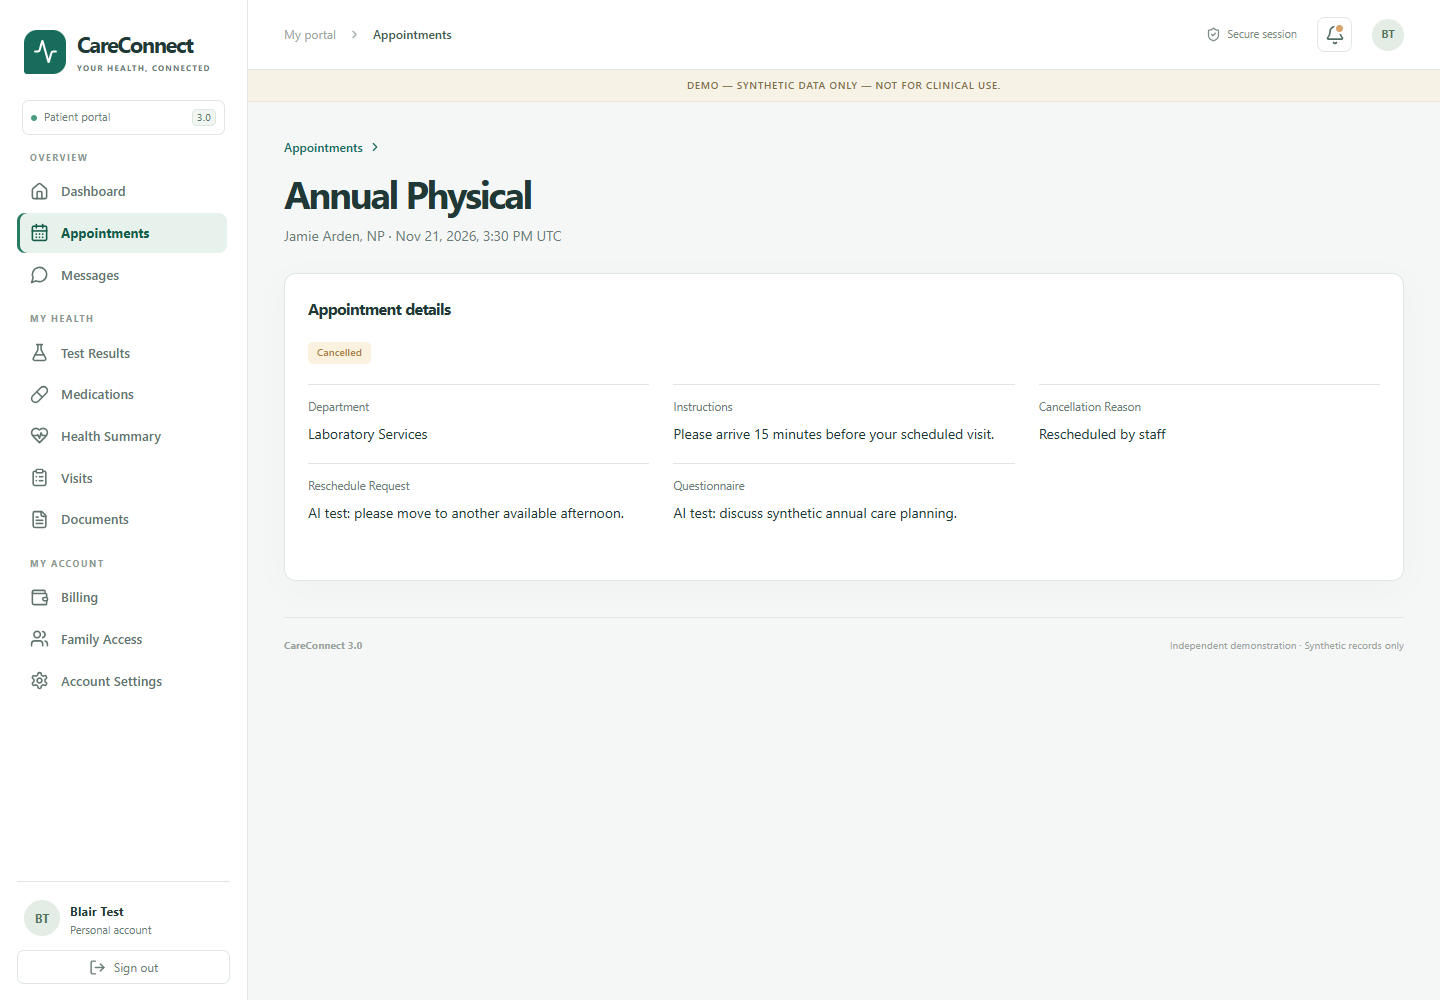 CareConnect
YOUR HEALTH, CONNECTED
Patient portal 3.0
OVERVIEW
Dashboard
Appointments
Messages
MY HEALTH
Test Results
Medications
Health Summary
Visits
Documents
MY ACCOUNT
Billing
Family Access
Account Settings
BT
Blair Test
Personal account
Sign out
My portal > Appointments
Secure session
BT
DEMO — SYNTHETIC DATA ONLY — NOT FOR CLINICAL USE.
Appointments >
Annual Physical
Jamie Arden, NP · Nov 21, 2026, 3:30 PM UTC
Appointment details
Cancelled
Department
Laboratory Services
Instructions
Please arrive 15 minutes before your scheduled visit.
Cancellation Reason
Rescheduled by staff
Reschedule Request
AI test: please move to another available afternoon.
Questionnaire
AI test: discuss synthetic annual care planning.
CareConnect 3.0
Independent demonstration · Synthetic records only